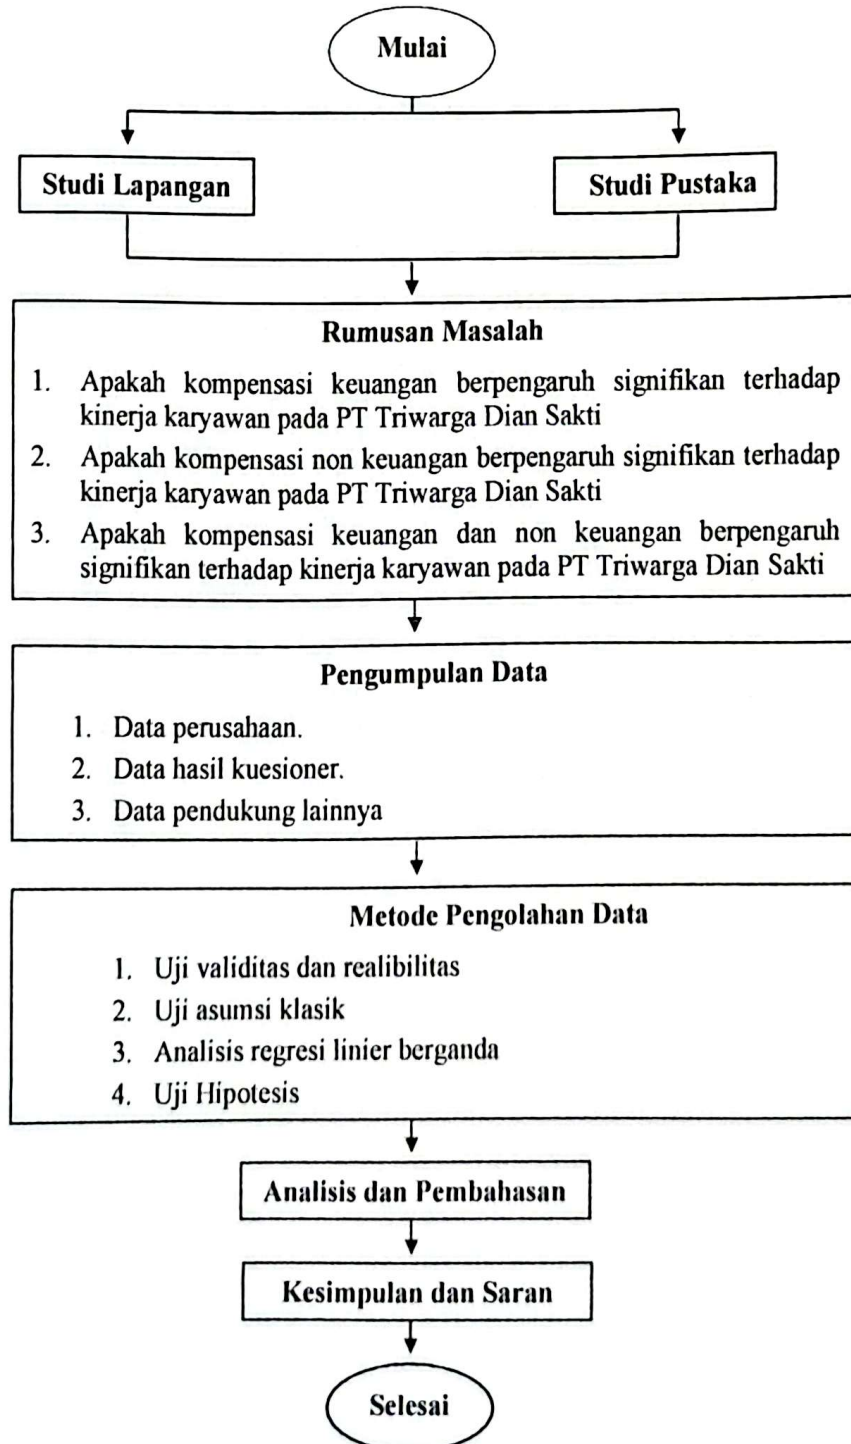 Mulai
Studi Lapangan
Studi Pustaka
Rumusan Masalah
1. Apakah kompensasi keuangan berpengaruh signifikan terhadap
kinerja karyawan pada PT Triwarga Dian Sakti
2. Apakah kompensasi non keuangan berpengaruh signifikan terhadap
kinerja karyawan pada PT Triwarga Dian Sakti
3. Apakah kompensasi keuangan dan non keuangan berpengaruh
signifikan terhadap kinerja karyawan pada PT Triwarga Dian Sakti
Pengumpulan Data
1. Data perusahaan.
2. Data hasil kuesioner.
3. Data pendukung lainnya
Metode Pengolahan Data
1. Uji validitas dan realibilitas
2. Uji asumsi klasik
3. Analisis regresi linier berganda
4. Uji Hipotesis
Analisis dan Pembahasan
Kesimpulan dan Saran
Selesai